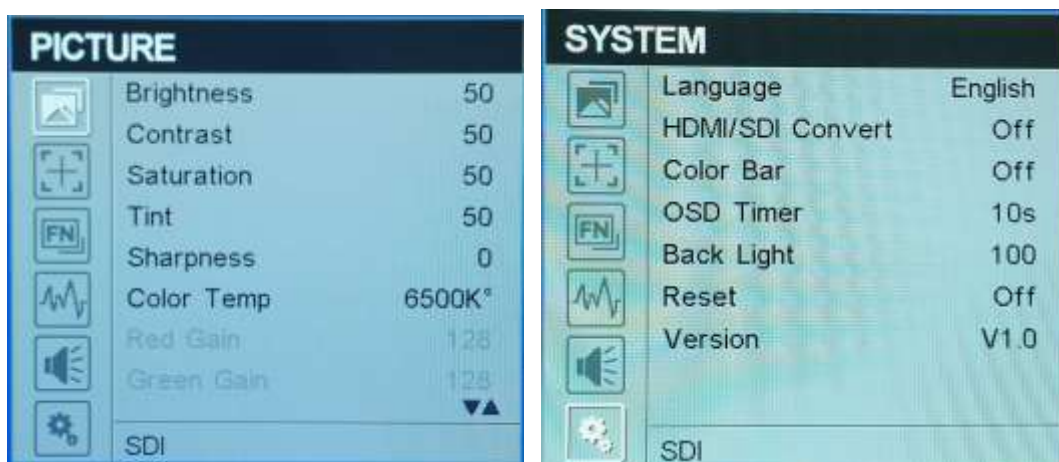 PICTURE
Brightness 50
Contrast 50
Saturation 50
Tint 50
Sharpness 0
Color Temp 6500K°
Red Gain 128
Green Gain 128
▼▲
FN
SDI
SYSTEM
Language English
HDMI/SDI Convert Off
Color Bar Off
OSD Timer 10s
Back Light 100
Reset Off
Version V1.0
FN
SDI